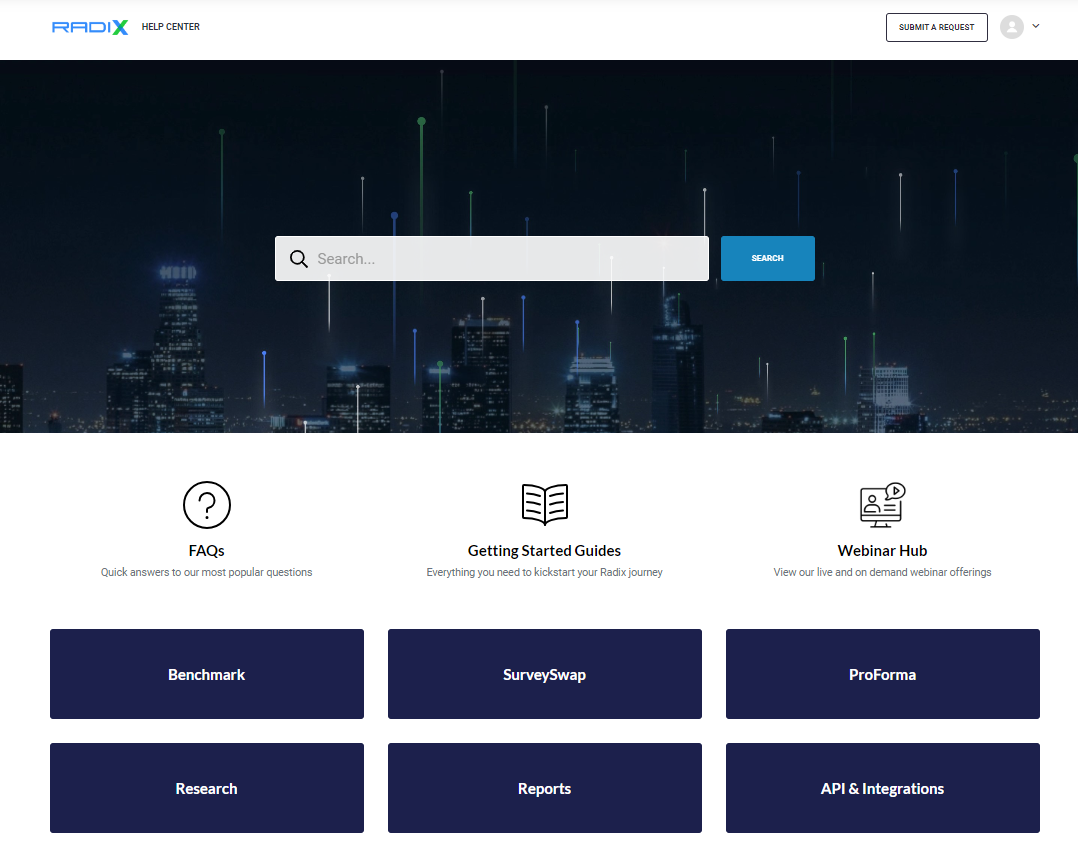 RADIX HELP CENTER
SUBMIT A REQUEST
Search...
SEARCH
FAQs
Quick answers to our most popular questions
Getting Started Guides
Everything you need to kickstart your Radix journey
Webinar Hub
View our live and on demand webinar offerings
Benchmark
SurveySwap
ProForma
Research
Reports
API & Integrations